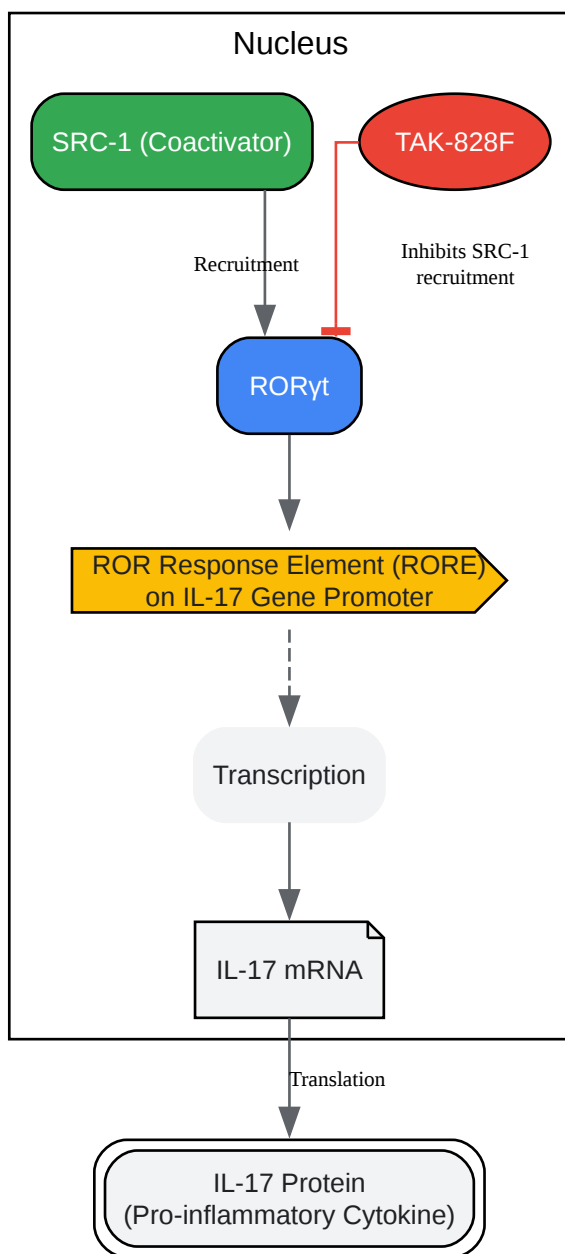 Nucleus
SRC-1 (Coactivator)
TAK-828F
Recruitment
Inhibits SRC-1
recruitment
RORγt
ROR Response Element (RORE)
on IL-17 Gene Promoter
Transcription
IL-17 mRNA
Translation
IL-17 Protein
(Pro-inflammatory Cytokine)